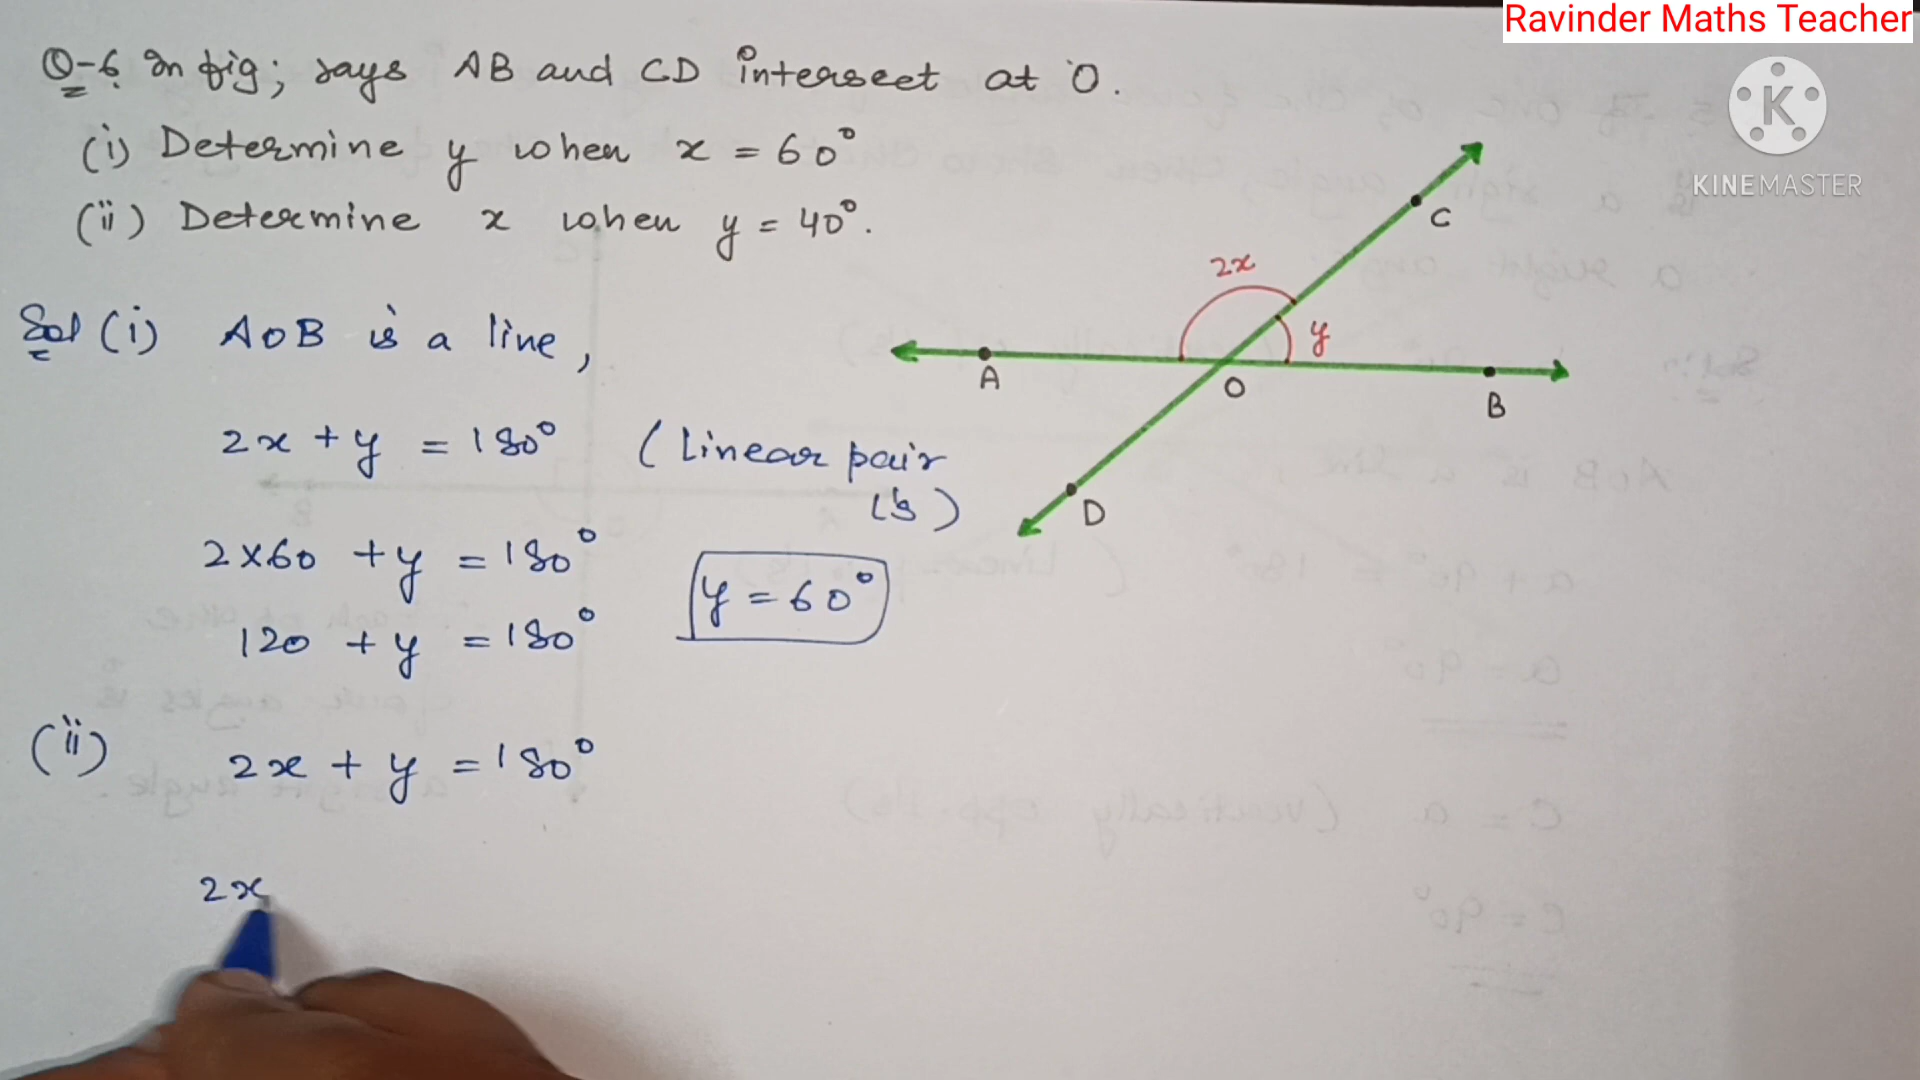 Ravinder Maths Teacher
K
KINEMASTER
Q-6. In fig; rays AB and CD intersect at O.
(i) Determine y when x = 60°
(ii) Determine x when y = 40°.
2x
y
A
O
B
C
D
Sol (i) AOB is a line,
2x + y = 180° (Linear pair
∠s)
2×60 + y = 180°
120 + y = 180°
y = 60°
(ii) 2x + y = 180°
2x